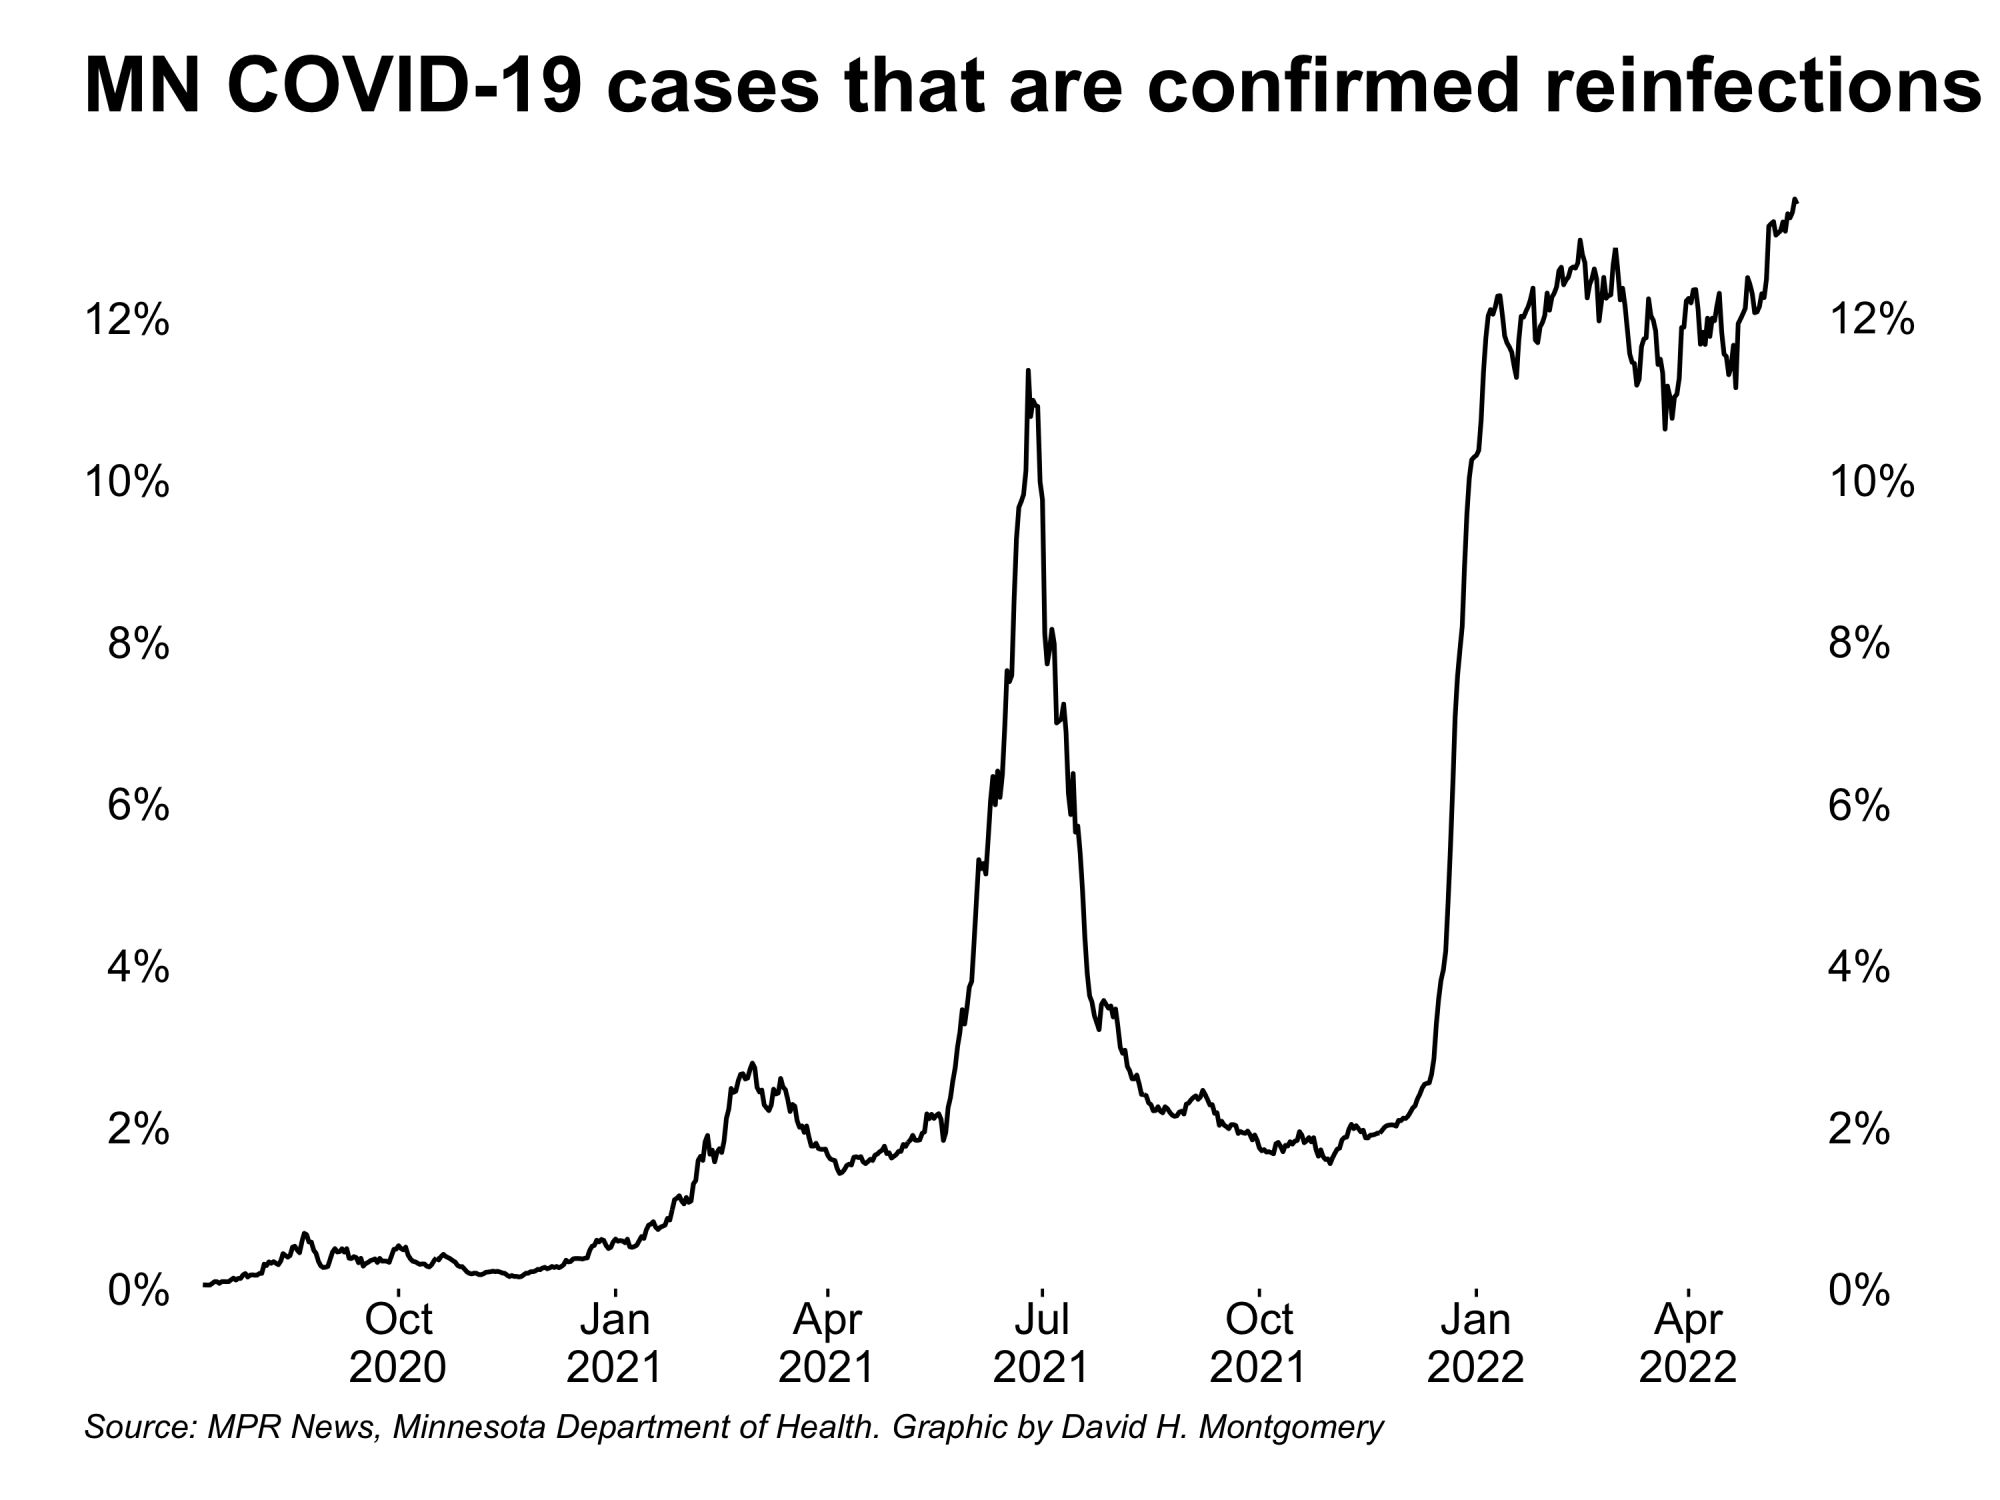 MN COVID-19 cases that are confirmed reinfections
12% 12%
10% 10%
8% 8%
6% 6%
4% 4%
2% 2%
0% 0%
Oct Jan Apr Jul Oct Jan Apr
2020 2021 2021 2021 2021 2022 2022
Source: MPR News, Minnesota Department of Health. Graphic by David H. Montgomery